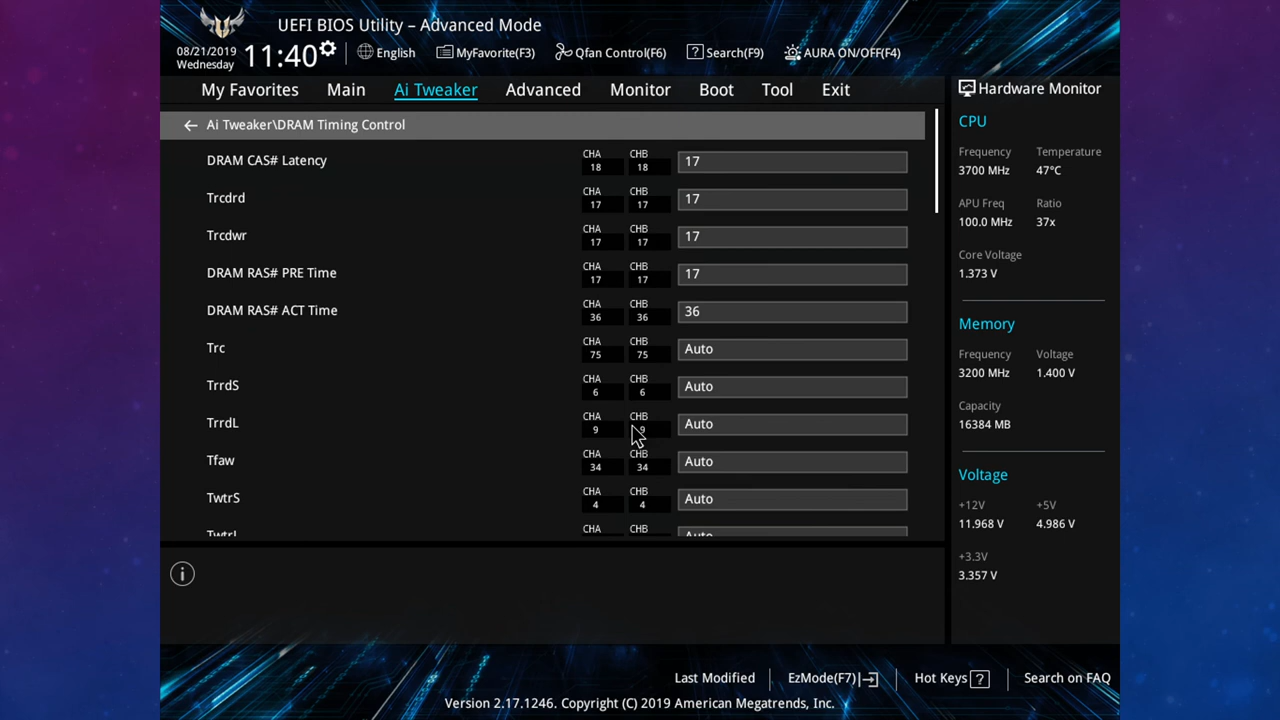 UEFI BIOS Utility – Advanced Mode
08/21/2019
Wednesday
11:40
English
MyFavorite(F3)
Qfan Control(F6)
? Search(F9)
AURA ON/OFF(F4)
My Favorites Main Ai Tweaker Advanced Monitor Boot Tool Exit
← Ai Tweaker\DRAM Timing Control
DRAM CAS# Latency CHA 18 CHB 18 17
Trcdrd CHA 17 CHB 17 17
Trcdwr CHA 17 CHB 17 17
DRAM RAS# PRE Time CHA 17 CHB 17 17
DRAM RAS# ACT Time CHA 36 CHB 36 36
Trc CHA 75 CHB 75 Auto
TrrdS CHA 6 CHB 6 Auto
TrrdL CHA 9 CHB 9 Auto
Tfaw CHA 34 CHB 34 Auto
TwtrS CHA 4 CHB 4 Auto
TwtrL CHA CHB Auto
i
Hardware Monitor
CPU
Frequency Temperature
3700 MHz 47°C
APU Freq Ratio
100.0 MHz 37x
Core Voltage
1.373 V
Memory
Frequency Voltage
3200 MHz 1.400 V
Capacity
16384 MB
Voltage
+12V +5V
11.968 V 4.986 V
+3.3V
3.357 V
Last Modified EzMode(F7) Hot Keys ? Search on FAQ
Version 2.17.1246. Copyright (C) 2019 American Megatrends, Inc.